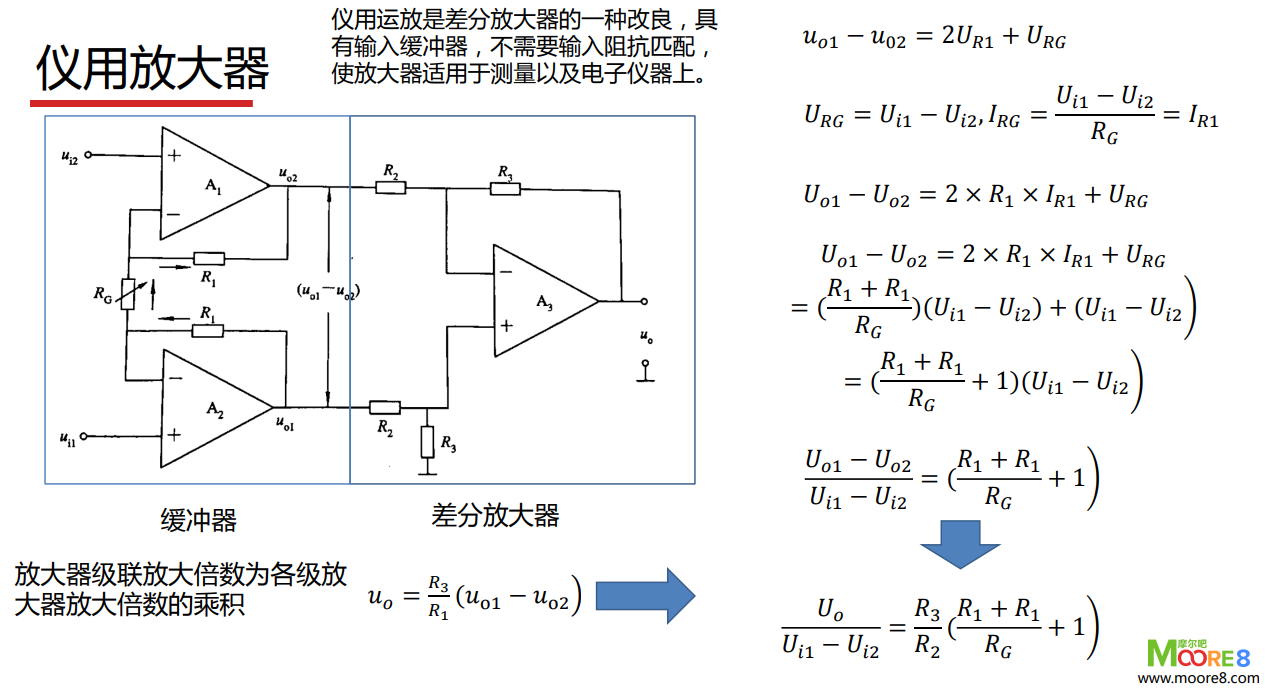 仪用放大器
仪用运放是差分放大器的一种改良，具
有输入缓冲器，不需要输入阻抗匹配，
使放大器适用于测量以及电子仪器上。
u_{i2}
+
A_1
−
u_{o2}
R_1
R_G
R_1
−
A_2
+
u_{i1}
u_{o1}
(u_{o1}−u_{o2})
R_2
R_3
−
A_3
+
u_o
R_2
R_3
缓冲器
差分放大器
放大器级联放大倍数为各级放
大器放大倍数的乘积
u_o = \frac{R_3}{R_1}(u_{o1} − u_{o2})
u_{o1} − u_{02} = 2U_{R1} + U_{RG}
U_{RG} = U_{i1} − U_{i2}, I_{RG} = \frac{U_{i1} − U_{i2}}{R_G} = I_{R1}
U_{o1} − U_{o2} = 2 × R_1 × I_{R1} + U_{RG}
U_{o1} − U_{o2} = 2 × R_1 × I_{R1} + U_{RG}
= (\frac{R_1 + R_1}{R_G})(U_{i1} − U_{i2}) + (U_{i1} − U_{i2})
= (\frac{R_1 + R_1}{R_G} + 1)(U_{i1} − U_{i2})
\frac{U_{o1} − U_{o2}}{U_{i1} − U_{i2}} = (\frac{R_1 + R_1}{R_G} + 1)
\frac{U_o}{U_{i1} − U_{i2}} = \frac{R_3}{R_2}(\frac{R_1 + R_1}{R_G} + 1)
摩尔吧
MOORE8
www.moore8.com